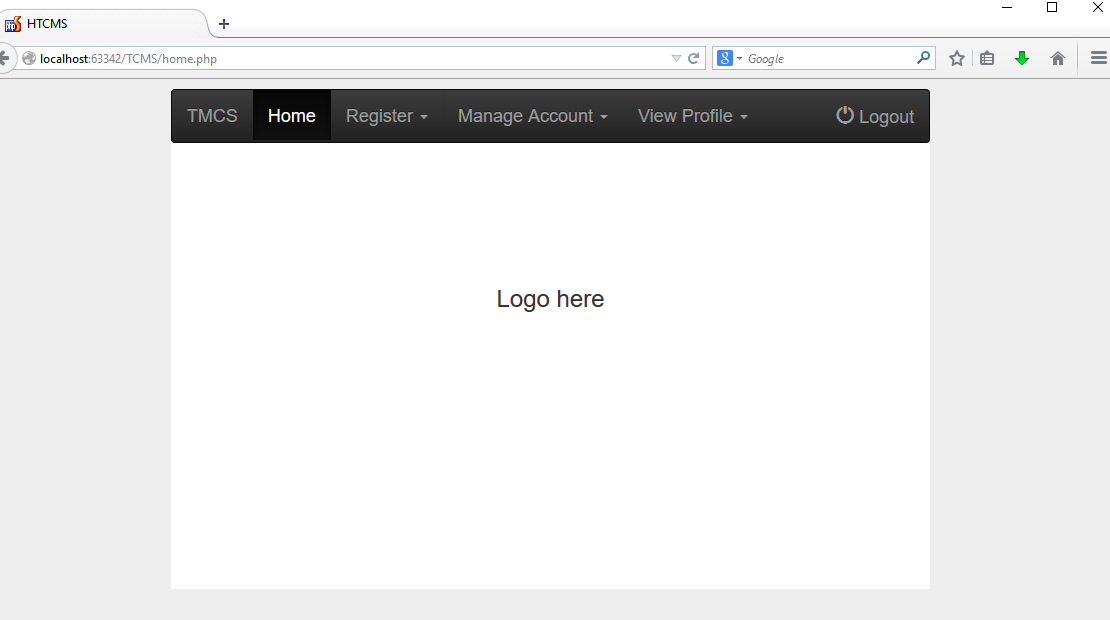 HTCMS
localhost:63342/TCMS/home.php
Google
TMCS Home Register Manage Account View Profile Logout
Logo here